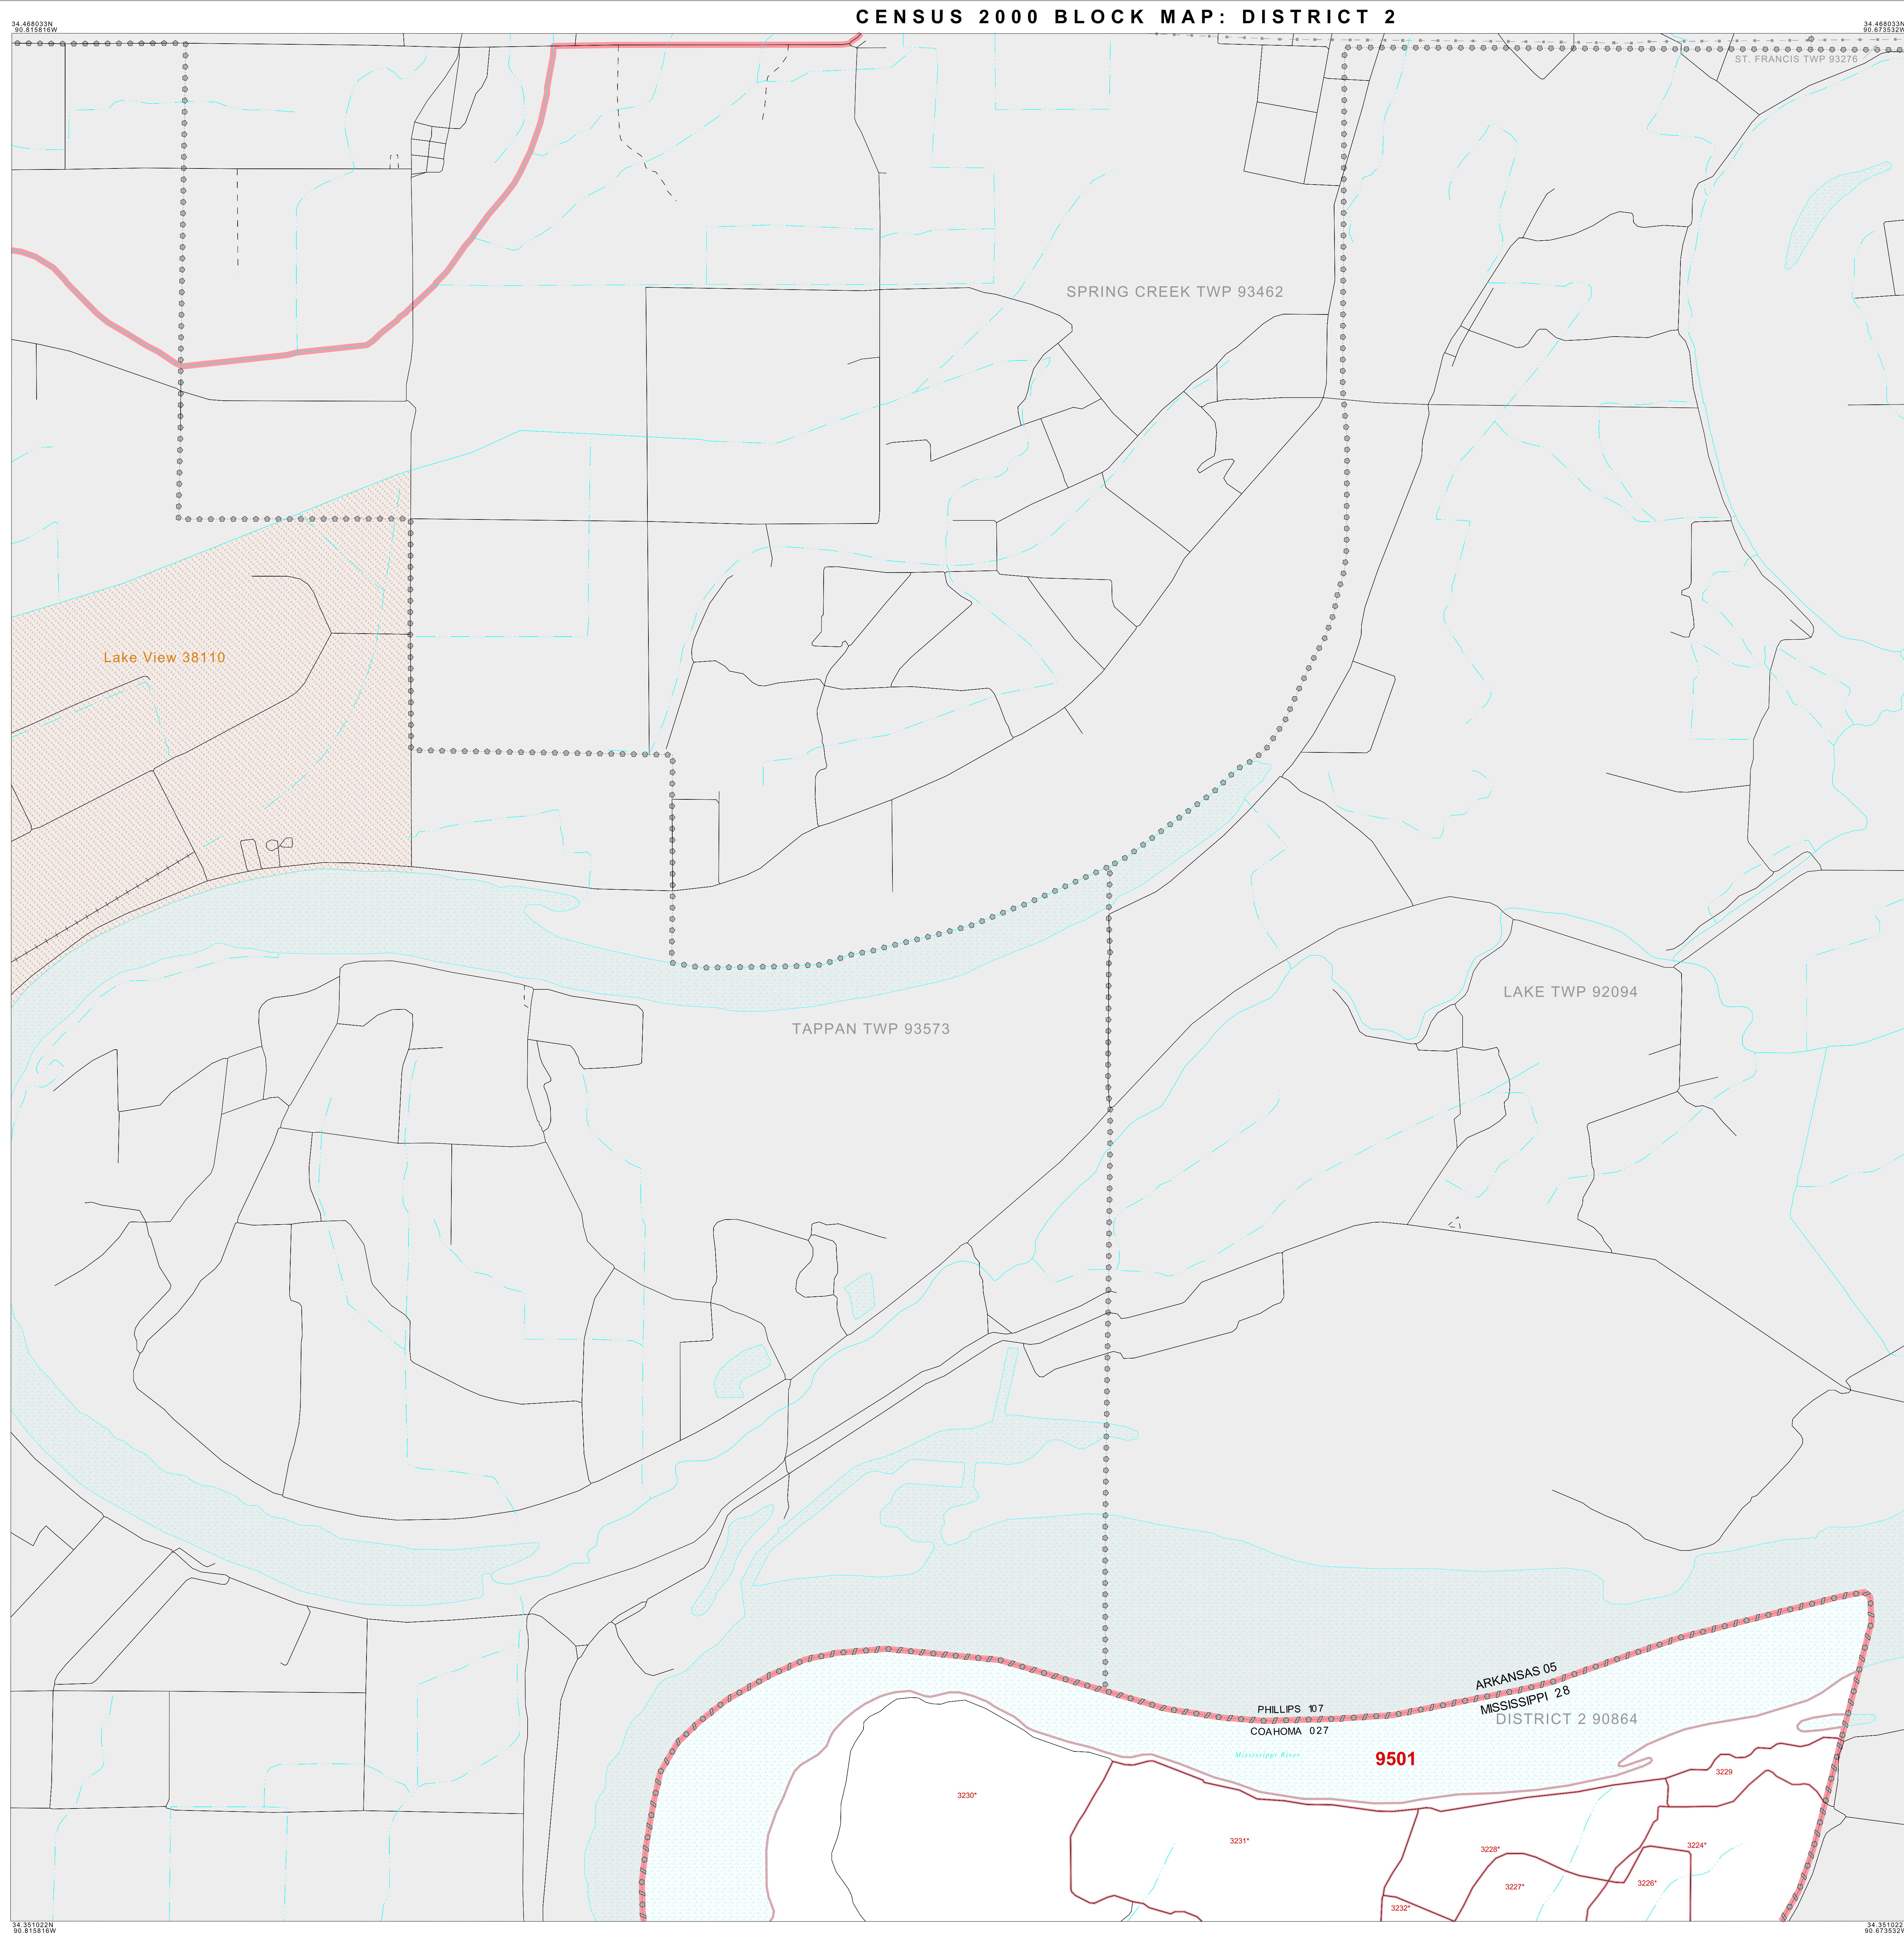 CENSUS 2000 BLOCK MAP: DISTRICT 2
34.468033N
90.815816W
34.468033N
90.673532W
ST. FRANCIS TWP 93276
SPRING CREEK TWP 93462
Lake View 38110
LAKE TWP 92094
TAPPAN TWP 93573
ARKANSAS 05
MISSISSIPPI 28
PHILLIPS 107
COAHOMA 027
DISTRICT 2 90864
Mississippi River
9501
3229
3230*
3231*
3224*
3228*
3226*
3227*
3232*
34.351022N
90.815816W
34.351022
90.673532W